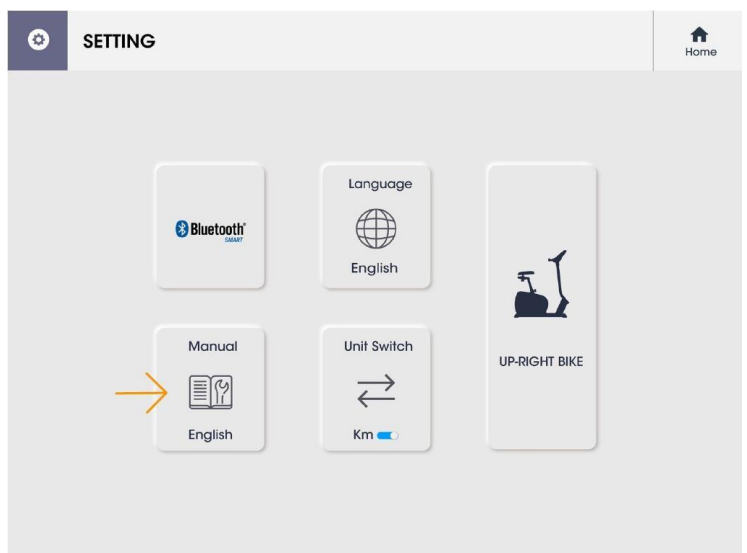 SETTING
Home
Bluetooth®
SMART
Language
English
Manual
English
Unit Switch
Km
UP-RIGHT BIKE